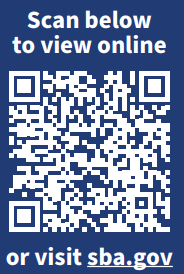 Scan below
to view online
or visit sba.gov